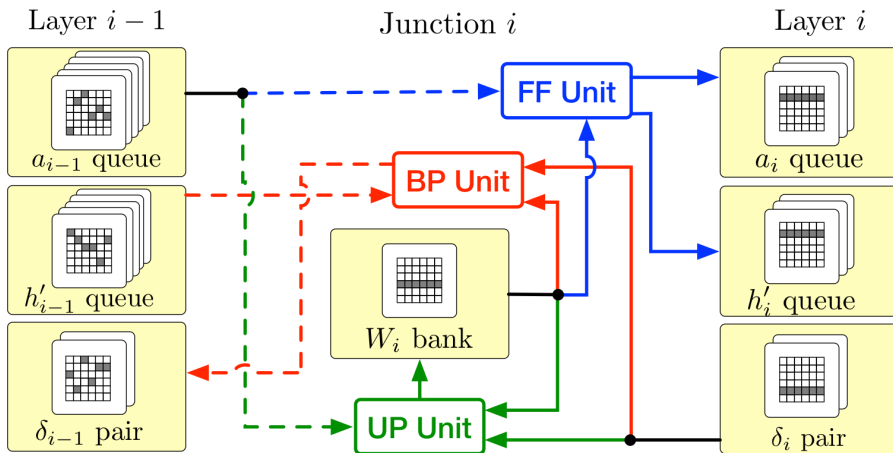 Layer i − 1
Junction i
Layer i
a_{i−1} queue
FF Unit
a_i queue
BP Unit
h′_{i−1} queue
W_i bank
h′_i queue
δ_{i−1} pair
UP Unit
δ_i pair